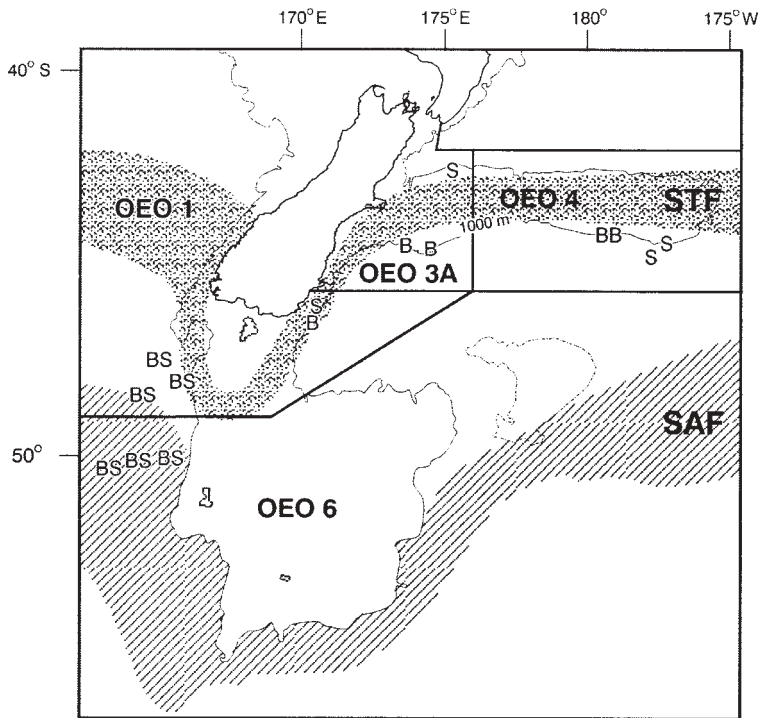 170°E 175°E 180° 175°W
40° S
S
OEO 1 OEO 4 STF
1000 m
B B BB S
S
OEO 3A
S
B
BS
BS
BS
SAF
50°
BS BS BS
OEO 6